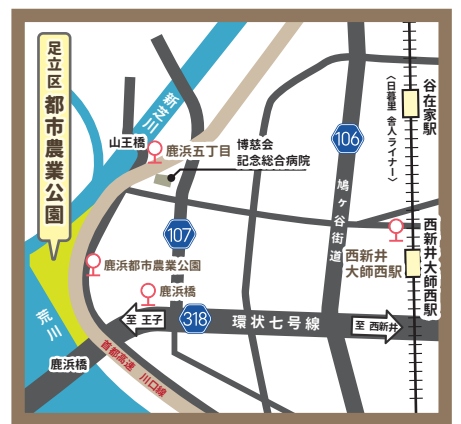 足立区 都市農業公園
新芝川
山王橋
鹿浜五丁目
博慈会
記念総合病院
106
鳩ヶ谷街道
〈日暮里 舎人ライナー〉
谷在家駅
107
鹿浜都市農業公園
鹿浜橋
西新井
大師西駅
西新井大師西駅
至 王子
318
環状七号線
至 西新井
荒川
鹿浜橋
首都高速 川口線